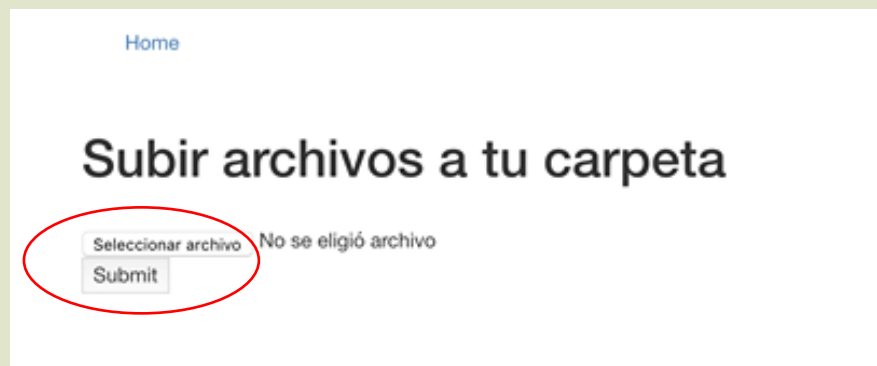 Home
Subir archivos a tu carpeta
Seleccionar archivo No se eligió archivo
Submit